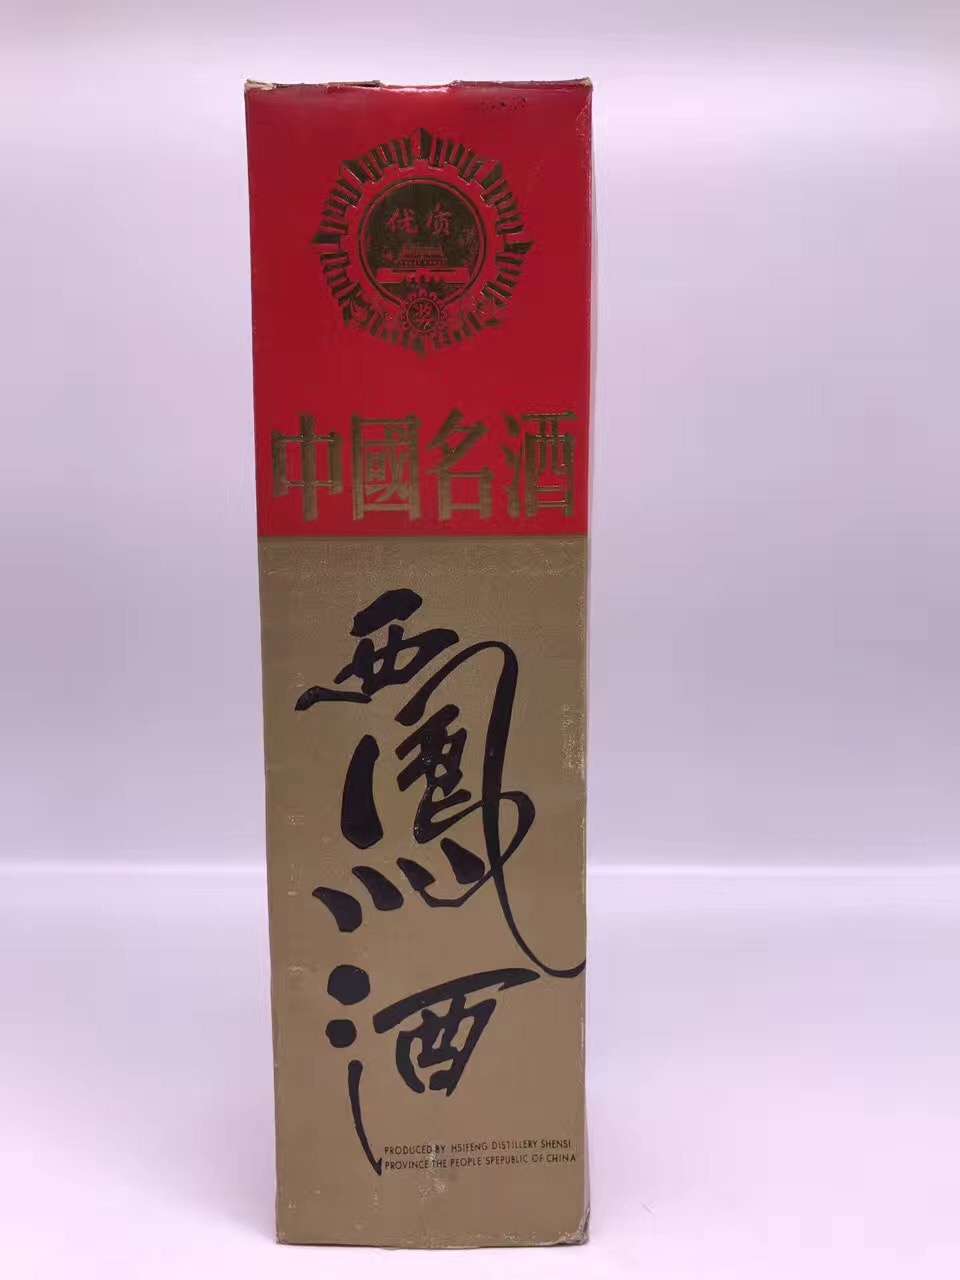 优质
奖
中國名酒
西鳳酒
PRODUCED BY HSIFENG DISTILLERY SHENSI
PROVINCE THE PEOPLE'SPEPUBLIC OF CHINA